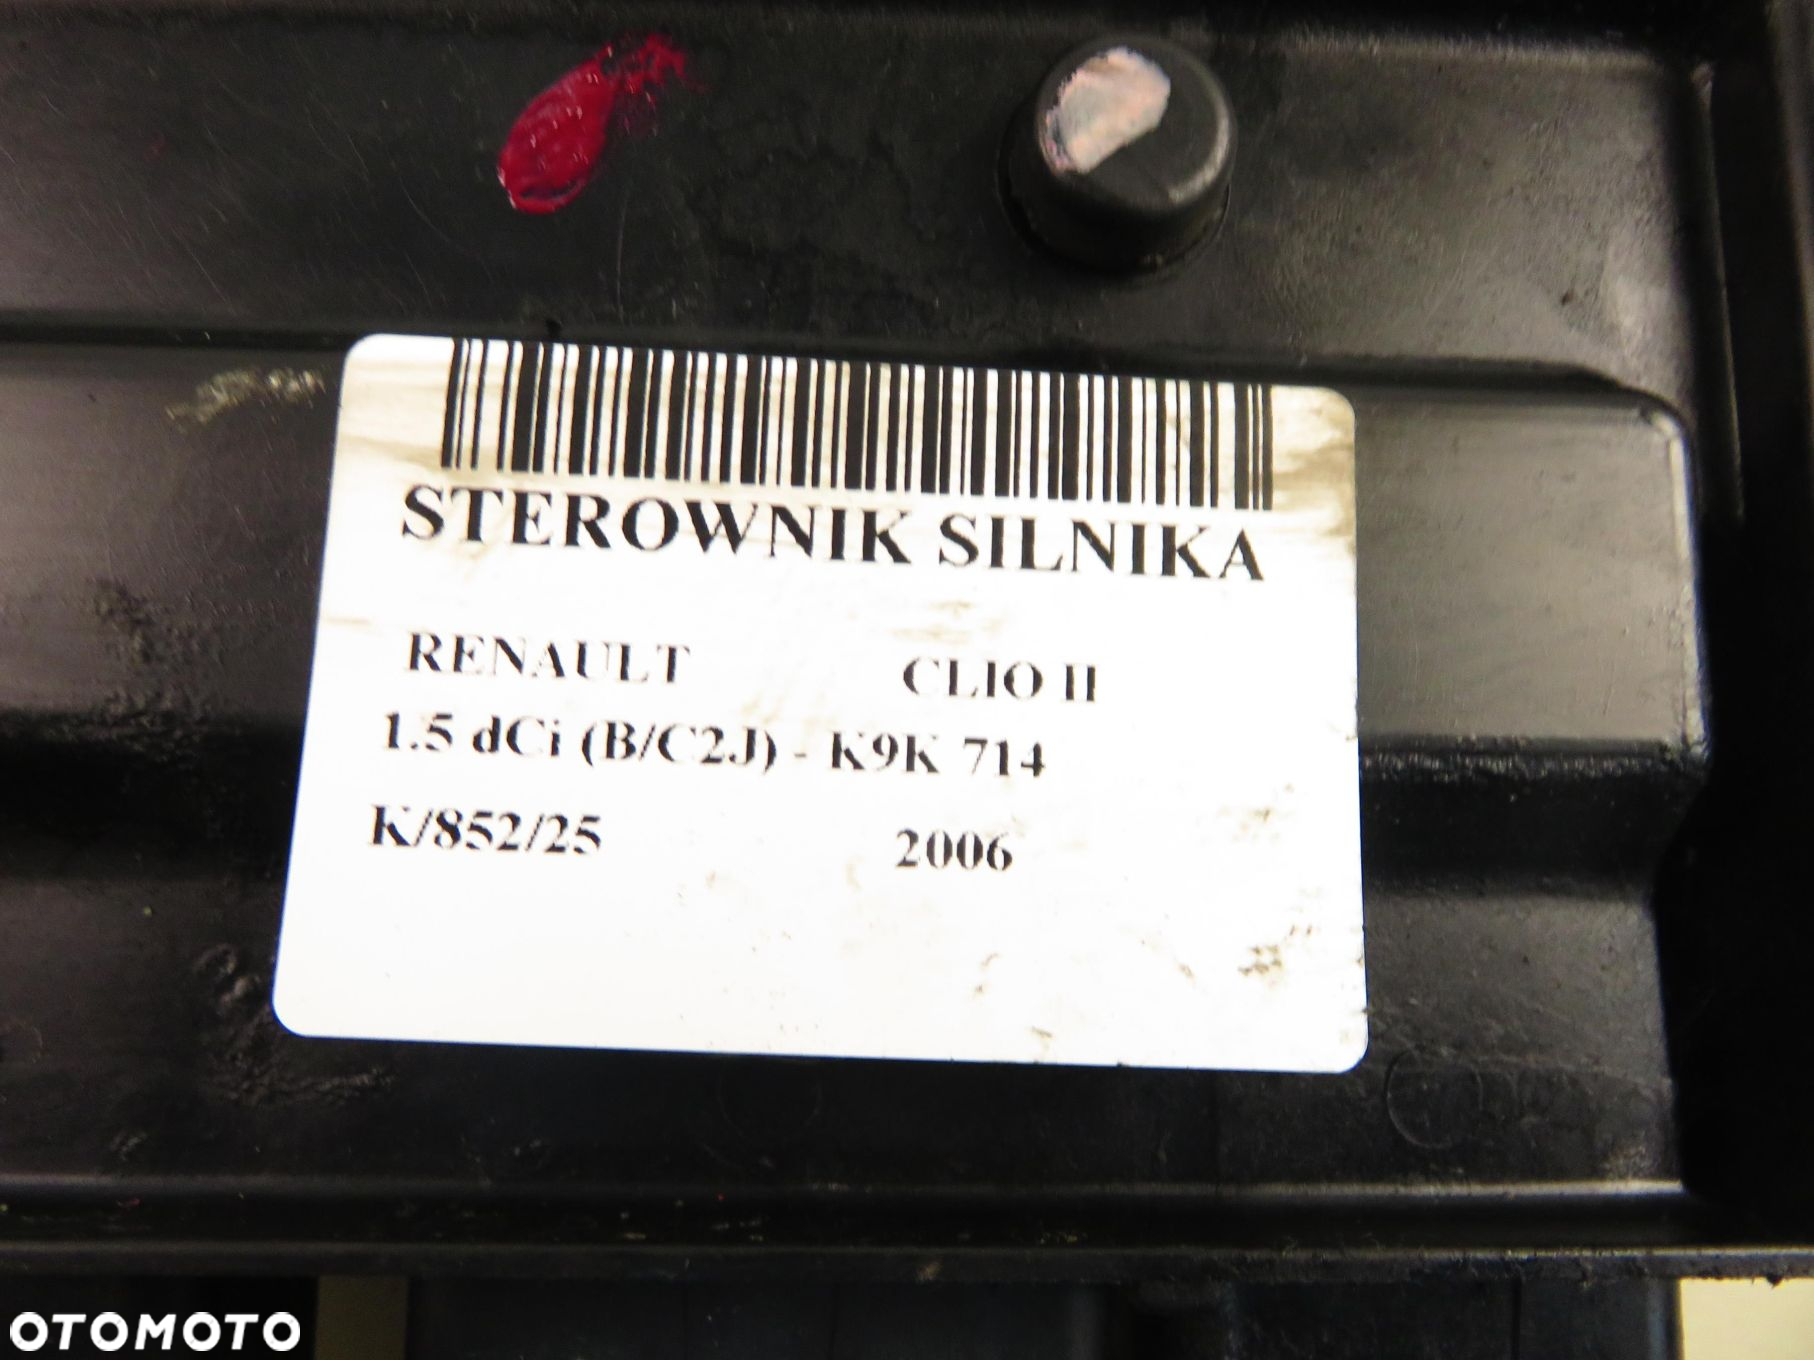 STEROWNIK SILNIKA
RENAULT CLIO II
1.5 dCi (B/C2J) - K9K 714
K/852/25 2006
OTOMOTO